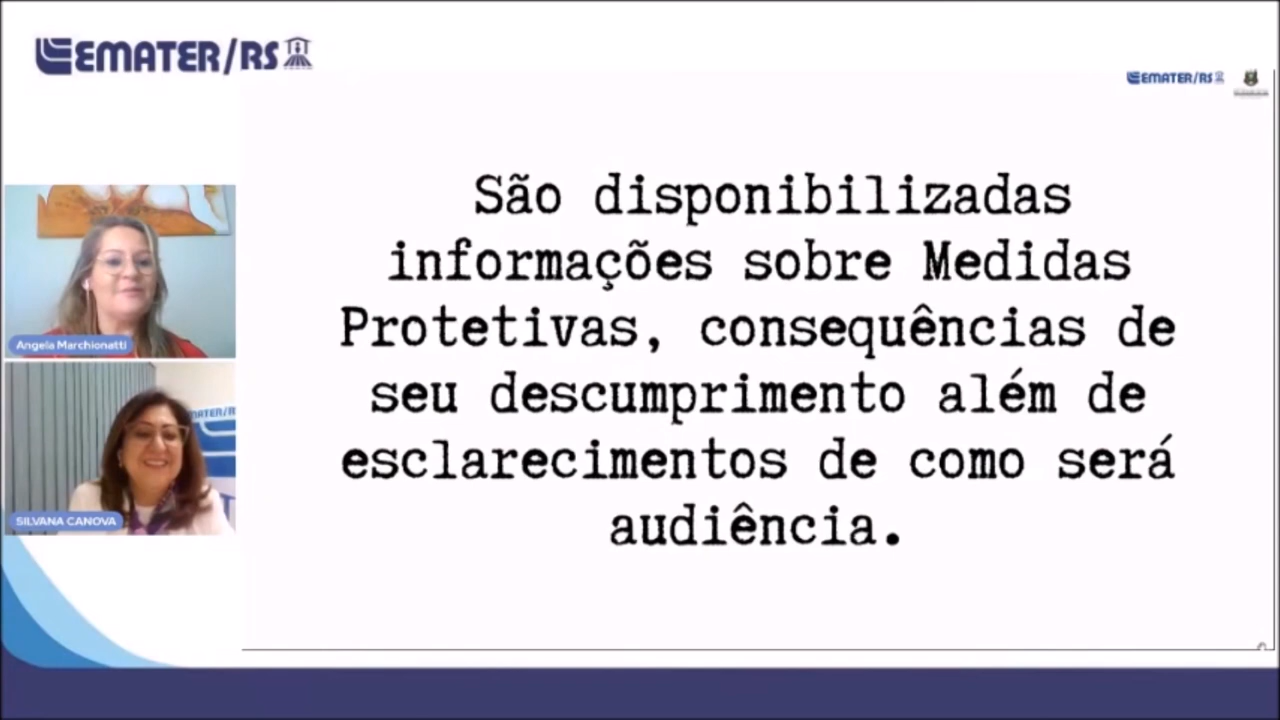 EMATER/RS
EMATER/RS
São disponibilizadas
informações sobre Medidas
Protetivas, consequências de
seu descumprimento além de
esclarecimentos de como será
audiência.
Angela Marchionatti
EMATER/R
SILVANA CANOVA